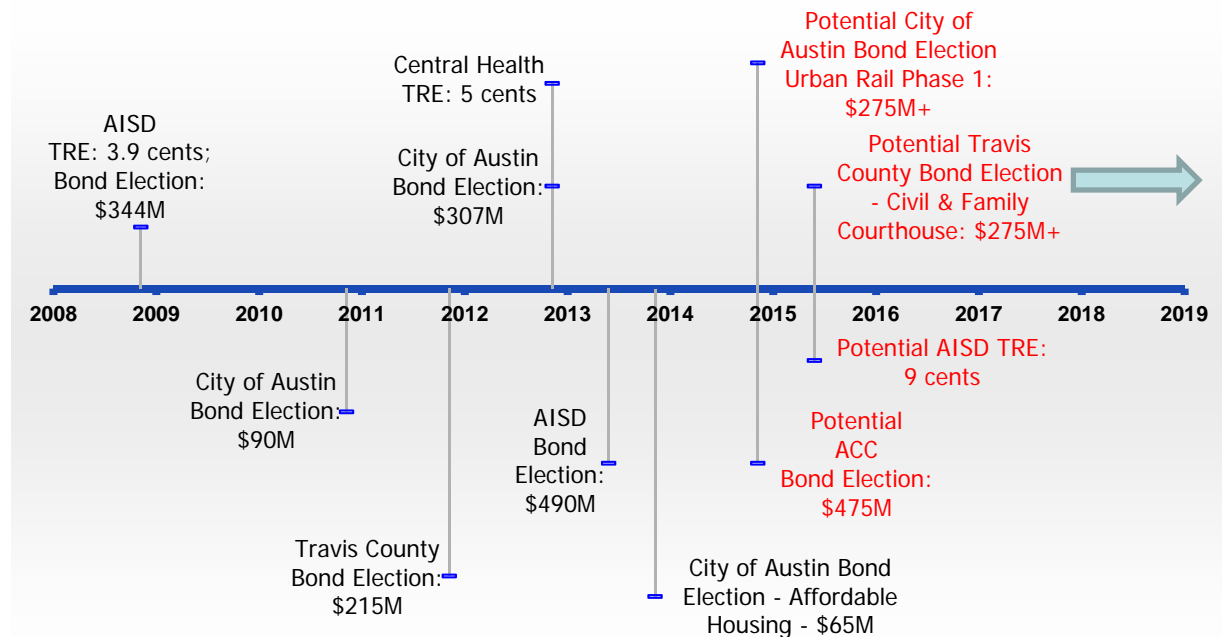 Potential City of
Austin Bond Election
Urban Rail Phase 1:
$275M+
Central Health
TRE: 5 cents
AISD
TRE: 3.9 cents;
Bond Election:
$344M
City of Austin
Bond Election:
$307M
Potential Travis
County Bond Election
- Civil & Family
Courthouse: $275M+
2008 2009 2010 2011 2012 2013 2014 2015 2016 2017 2018 2019
Potential AISD TRE:
9 cents
City of Austin
Bond Election:
$90M
AISD
Bond
Election:
$490M
Potential
ACC
Bond Election:
$475M
Travis County
Bond Election:
$215M
City of Austin Bond
Election - Affordable
Housing - $65M